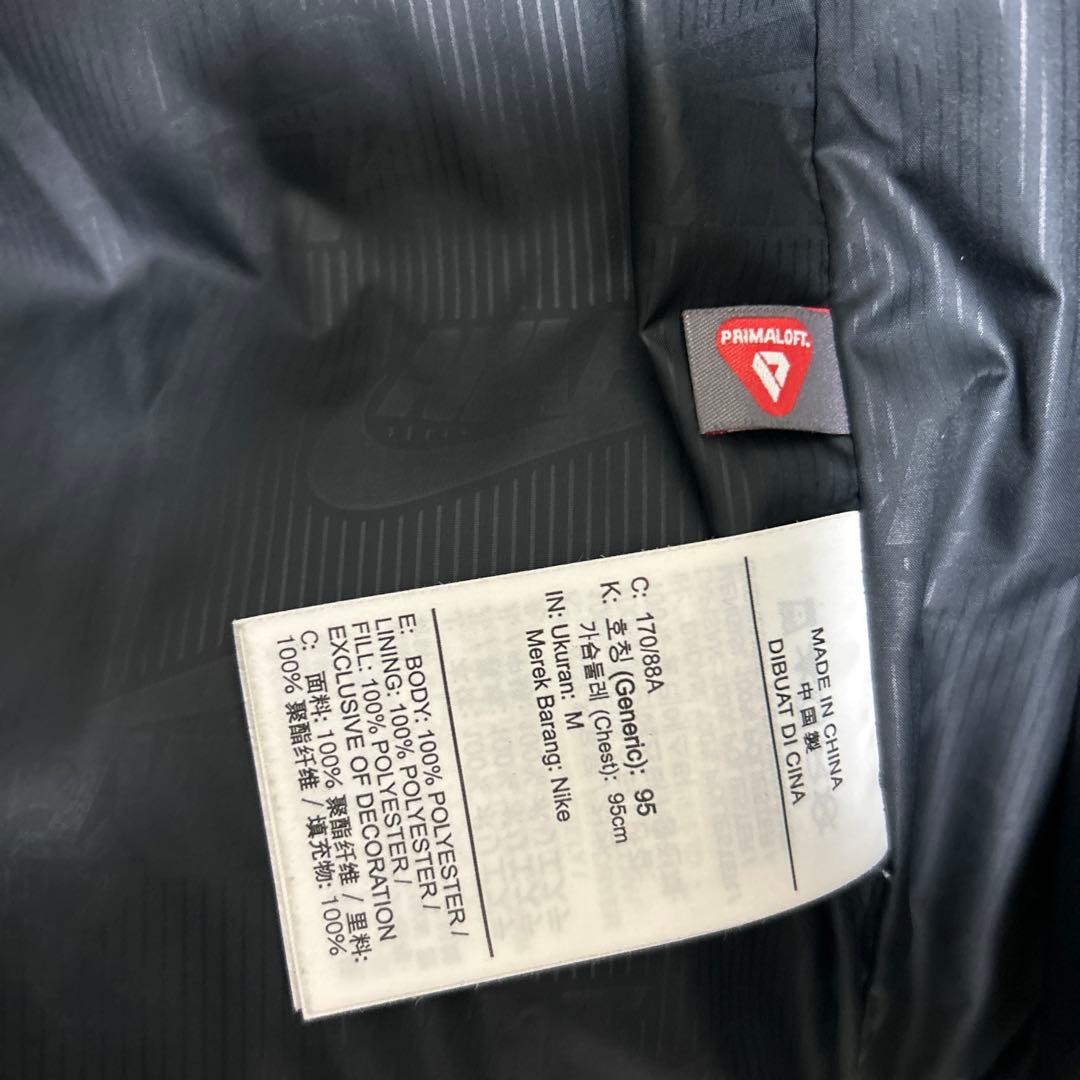 PRIMALOFT®
MADE IN CHINA
中国製
DIBUAT DI CINA
C: 170/88A
K: 호칭 (Generic): 95
가슴둘레 (Chest): 95cm
IN: Ukuran: M
Merek Barang: Nike
E: BODY: 100% POLYESTER /
LINING: 100% POLYESTER /
FILL: 100% POLYESTER /
EXCLUSIVE OF DECORATION
C: 面料: 100% 聚酯纤维 / 里料:
100% 聚酯纤维 / 填充物: 100%